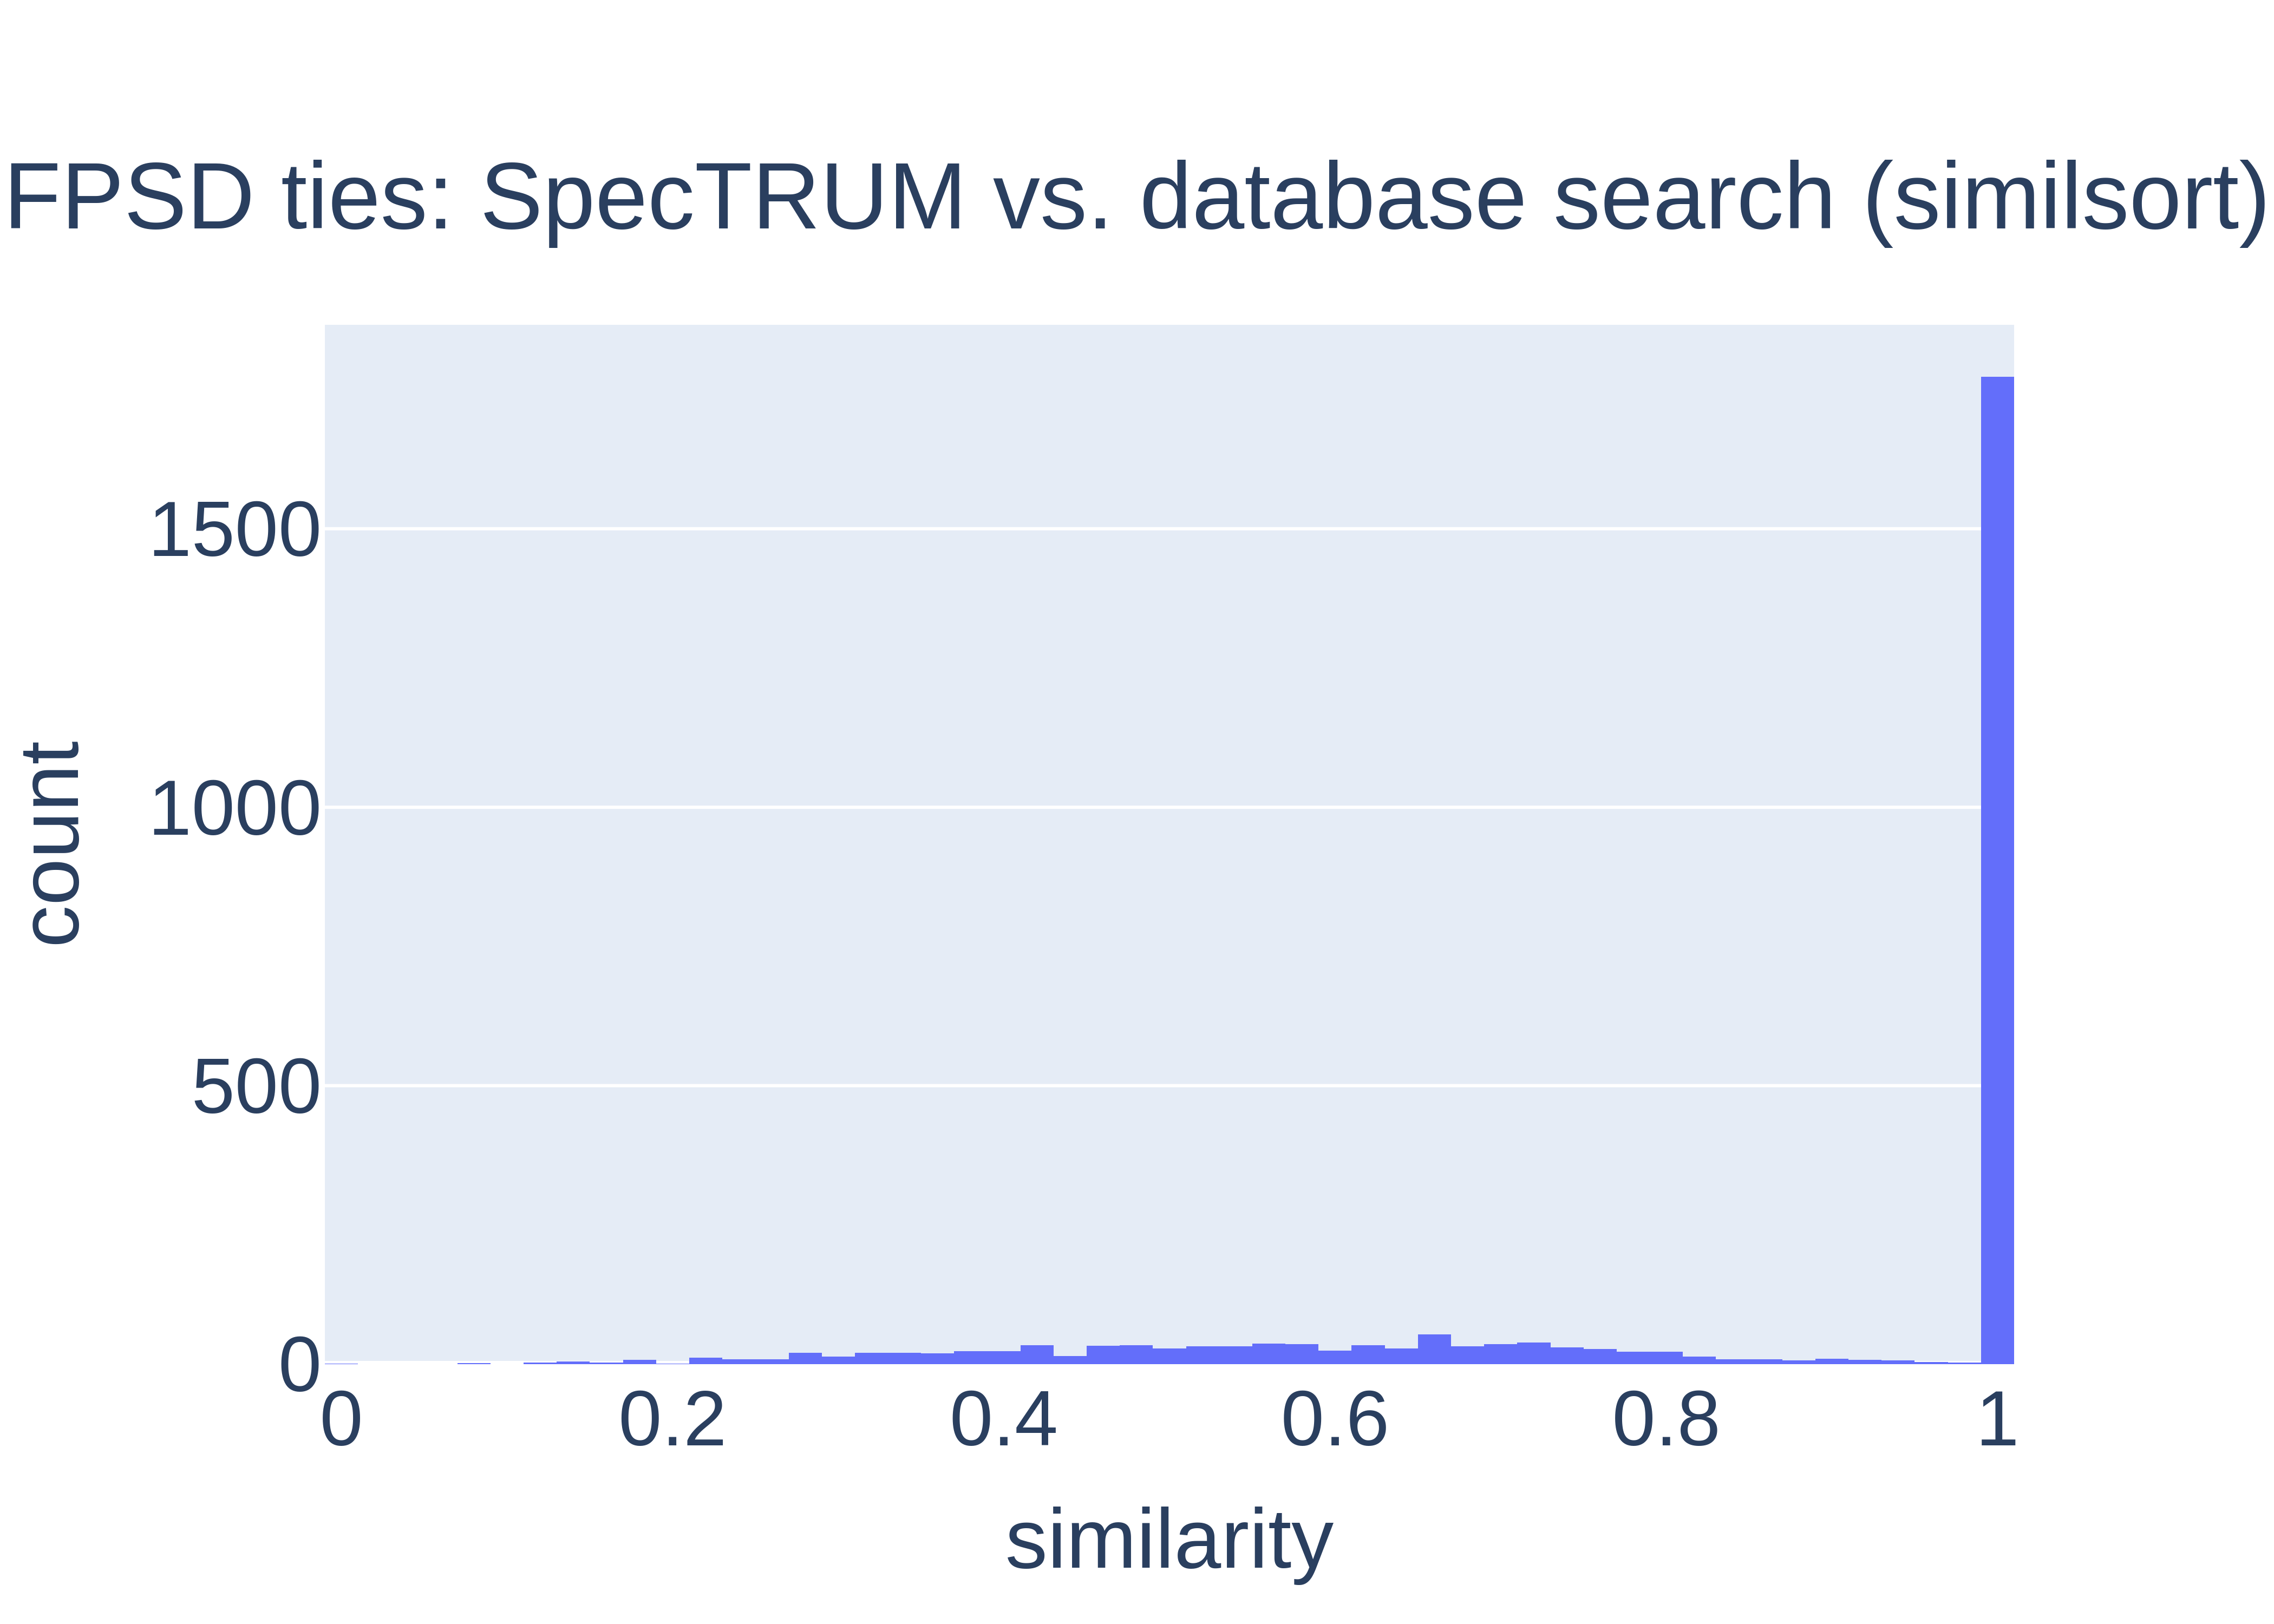 FPSD ties: SpecTRUM vs. database search (similsort)
1500
1000
500
0
count
0 0.2 0.4 0.6 0.8 1
similarity